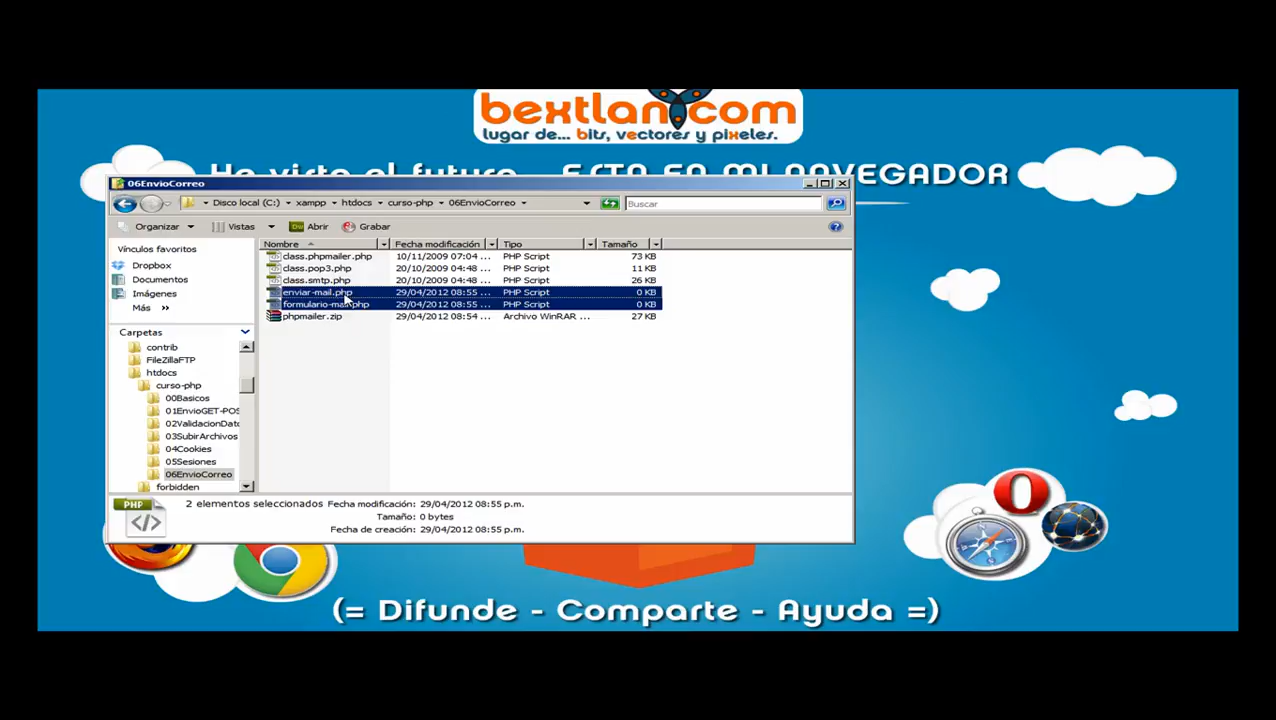 bextlan.com
lugar de... bits, vectores y pixeles.
He visto el futuro... ESTA EN MI NAVEGADOR
06EnvioCorreo
Disco local (C:) xampp htdocs curso-php 06EnvioCorreo Buscar
Organizar Vistas Dw Abrir Grabar
Vínculos favoritos
Dropbox
Documentos
Imágenes
Más »
Carpetas
contrib
FileZillaFTP
htdocs
curso-php
00Basicos
01EnvioGET-POS
02ValidacionDato
03SubirArchivos
04Cookies
05Sesiones
06EnvioCorreo
forbidden
Nombre Fecha modificación Tipo Tamaño
class.phpmailer.php 10/11/2009 07:04 ... PHP Script 73 KB
class.pop3.php 20/10/2009 04:48 ... PHP Script 11 KB
class.smtp.php 20/10/2009 04:48 ... PHP Script 26 KB
enviar-mail.php 29/04/2012 08:55 ... PHP Script 0 KB
formulario-mail.php 29/04/2012 08:55 ... PHP Script 0 KB
phpmailer.zip 29/04/2012 08:54 ... Archivo WinRAR ... 27 KB
PHP
2 elementos seleccionados Fecha modificación: 29/04/2012 08:55 p.m.
Tamaño: 0 bytes
Fecha de creación: 29/04/2012 08:55 p.m.
(= Difunde - Comparte - Ayuda =)